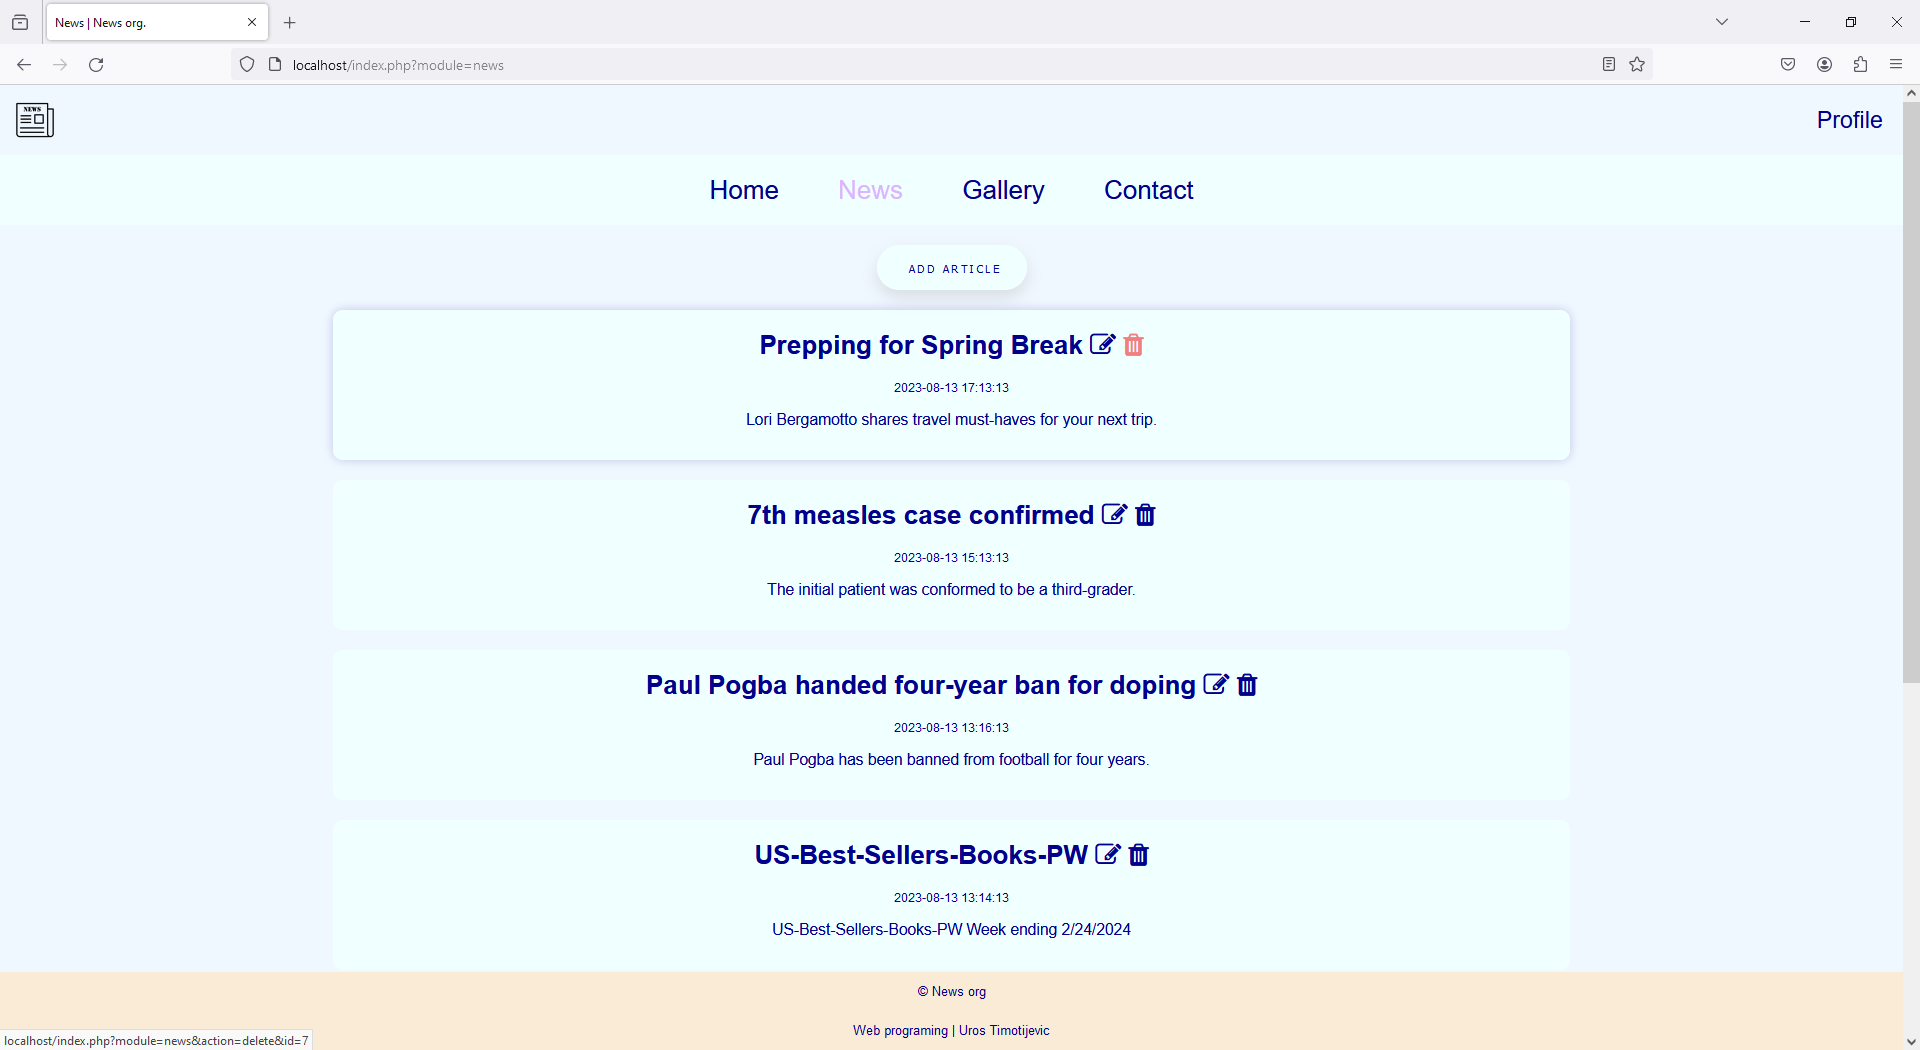 News | News org.
localhost/index.php?module=news
NEWS
Profile
Home News Gallery Contact
ADD ARTICLE
Prepping for Spring Break
2023-08-13 17:13:13
Lori Bergamotto shares travel must-haves for your next trip.
7th measles case confirmed
2023-08-13 15:13:13
The initial patient was conformed to be a third-grader.
Paul Pogba handed four-year ban for doping
2023-08-13 13:16:13
Paul Pogba has been banned from football for four years.
US-Best-Sellers-Books-PW
2023-08-13 13:14:13
US-Best-Sellers-Books-PW Week ending 2/24/2024
© News org
Web programing | Uros Timotijevic
localhost/index.php?module=news&action=delete&id=7